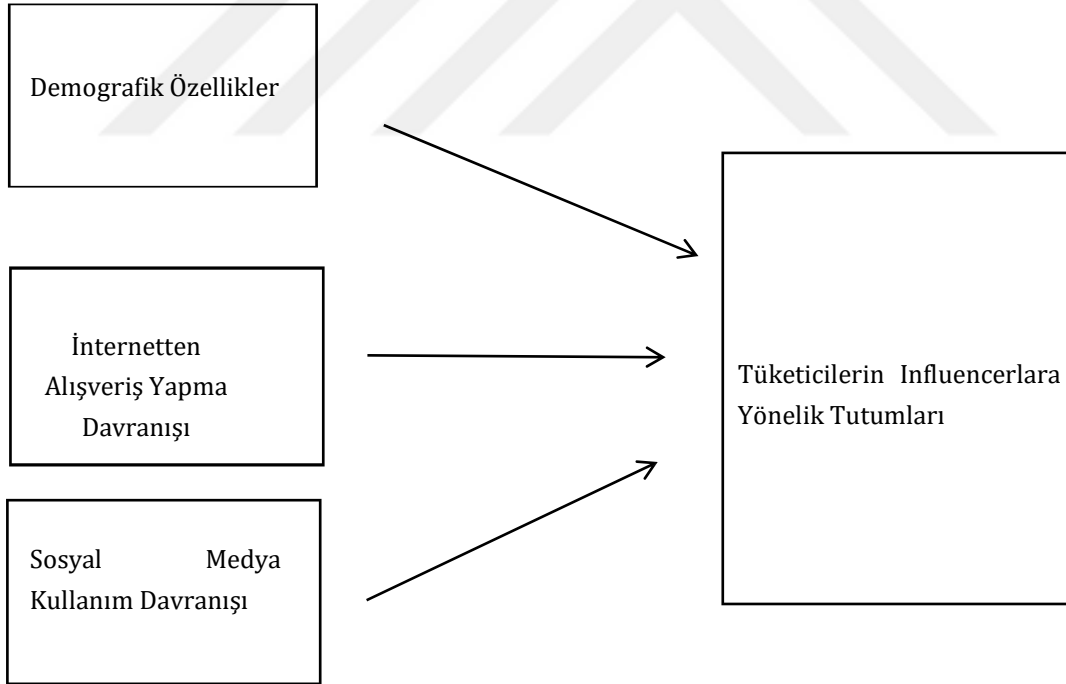 Demografik Özellikler
İnternetten
Alışveriş Yapma
Davranışı
Sosyal Medya
Kullanım Davranışı
Tüketicilerin Influencerlara
Yönelik Tutumları